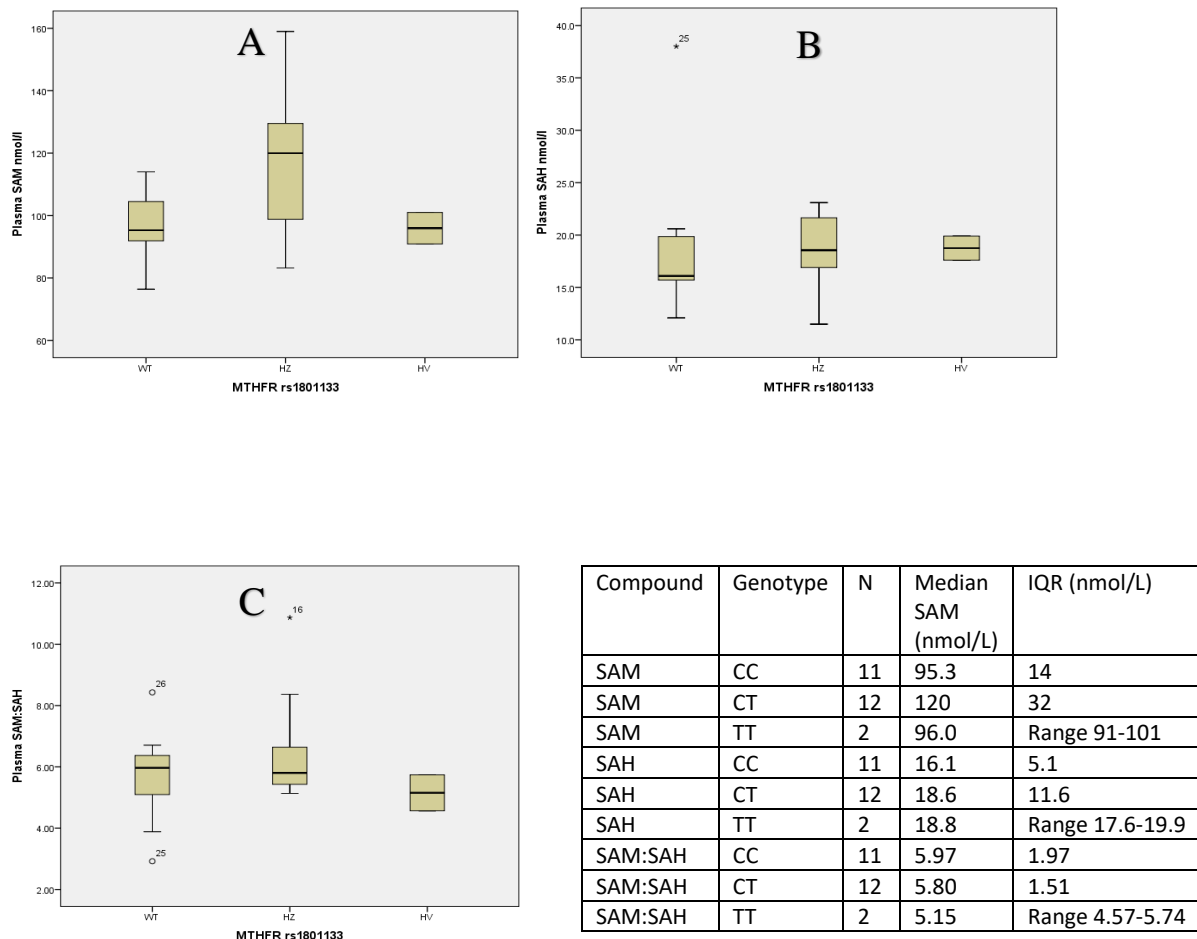 A
Plasma SAM nmol/l
160
140
120
100
80
60
WT HZ HV
MTHFR rs1801133
B
Plasma SAH nmol/l
40.0
35.0
30.0
25.0
20.0
15.0
10.0
*25
WT HZ HV
MTHFR rs1801133
C
Plasma SAM:SAH
12.00
10.00
8.00
6.00
4.00
2.00
26
25
*16
WT HZ HV
MTHFR rs1801133
Compound Genotype N Median IQR (nmol/L)
SAM
(nmol/L)
SAM CC 11 95.3 14
SAM CT 12 120 32
SAM TT 2 96.0 Range 91-101
SAH CC 11 16.1 5.1
SAH CT 12 18.6 11.6
SAH TT 2 18.8 Range 17.6-19.9
SAM:SAH CC 11 5.97 1.97
SAM:SAH CT 12 5.80 1.51
SAM:SAH TT 2 5.15 Range 4.57-5.74